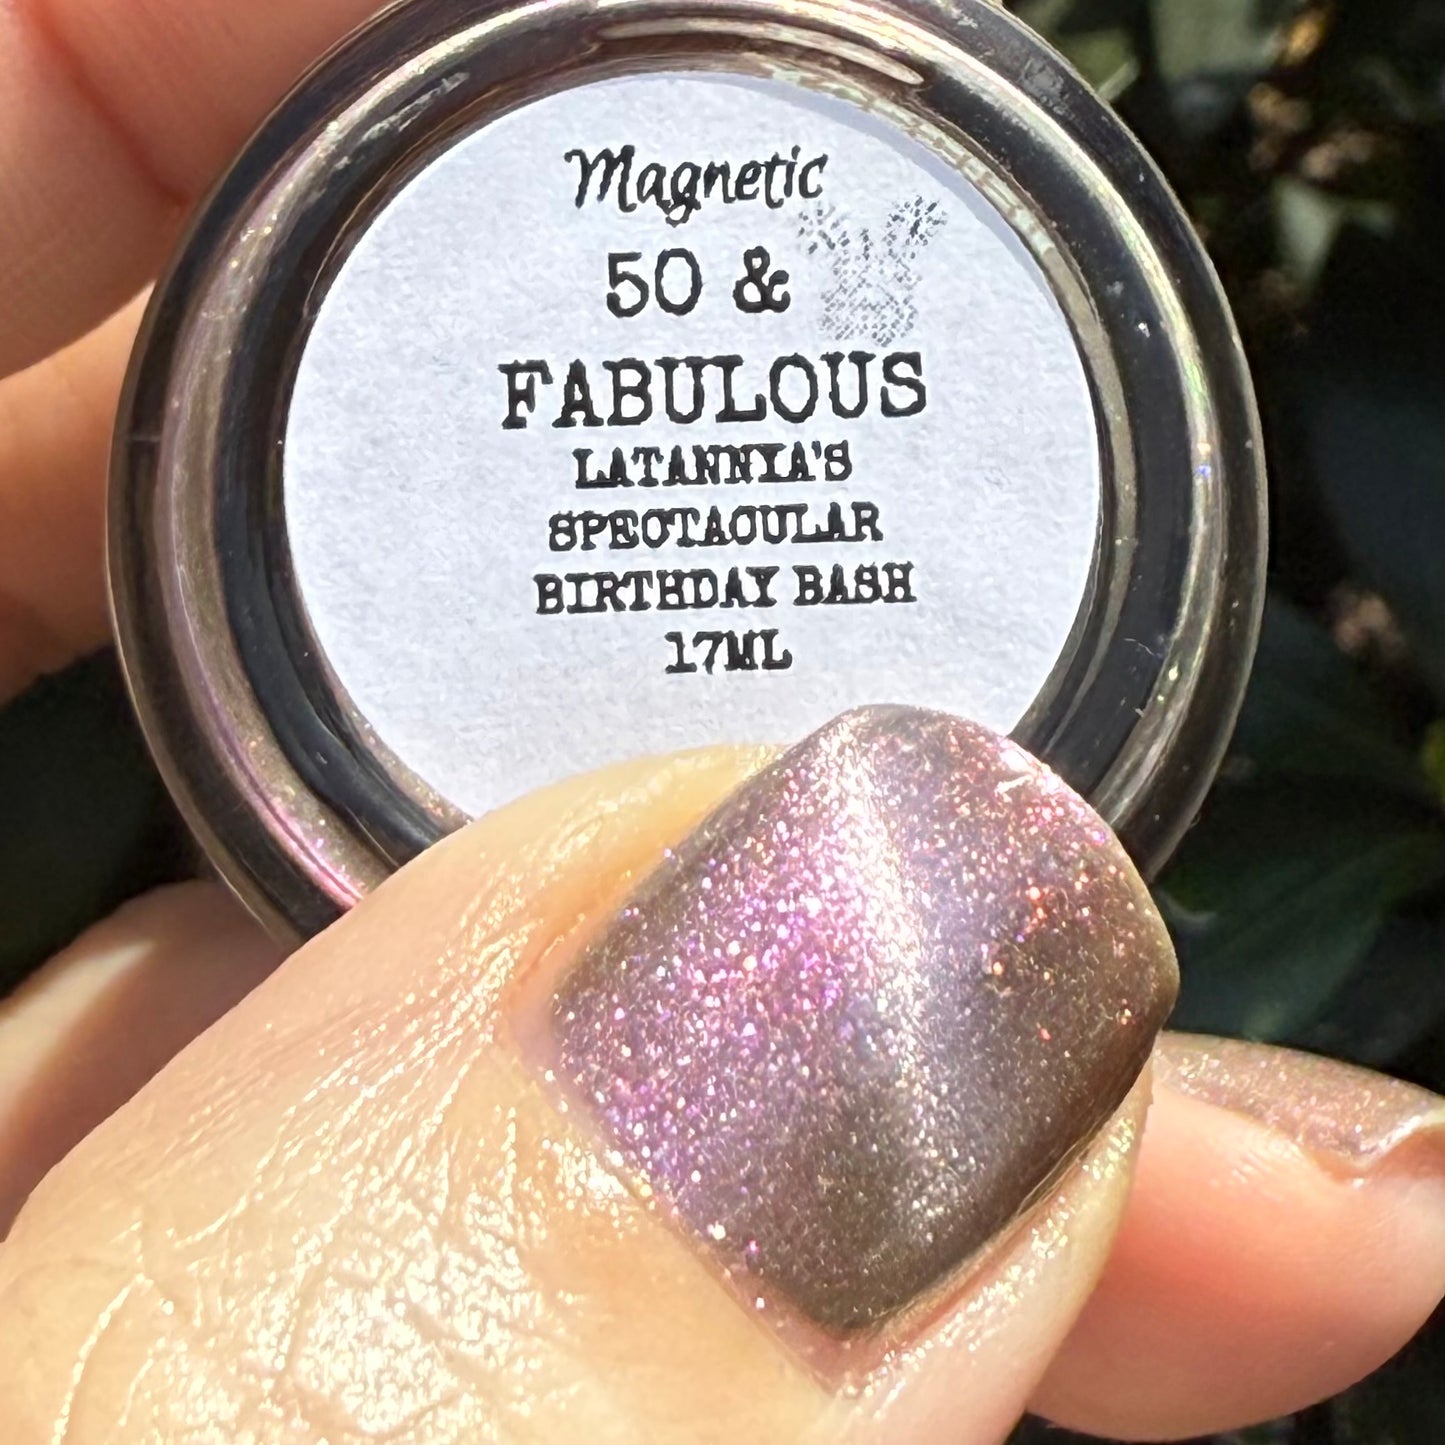 Magnetic
50 &
FABULOUS
LATANNYA'S
SPECTACULAR
BIRTHDAY BASH
17ML